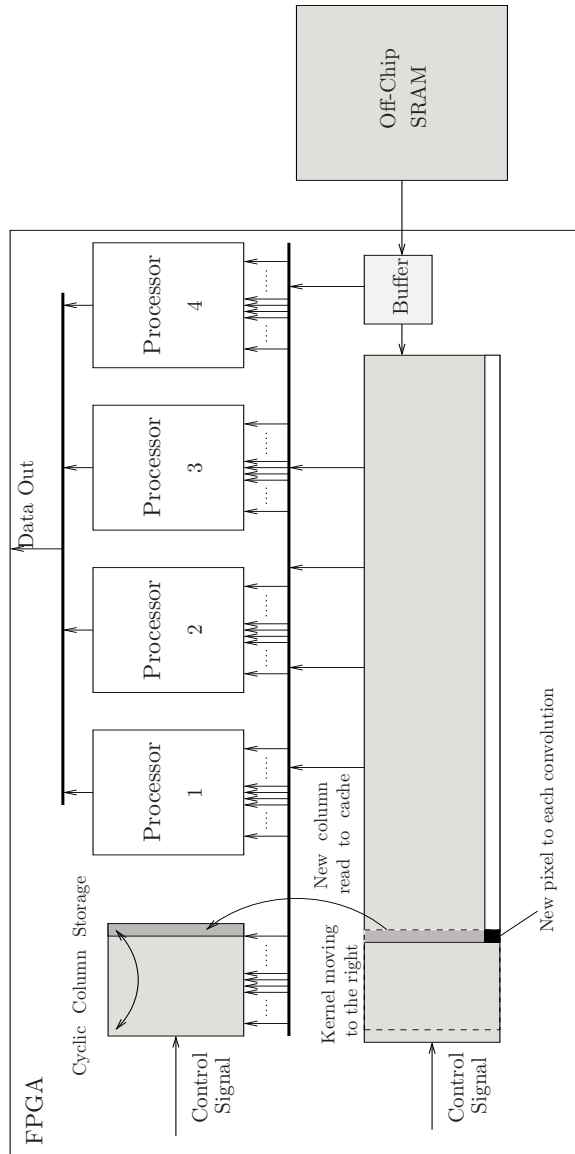 FPGA
Data Out
Cyclic Column Storage
Processor
1
Processor
2
Processor
3
Processor
4
Control
Signal
New column
read to cache
Kernel moving
to the right
Buffer
Off-Chip
SRAM
Control
Signal
New pixel to each convolution